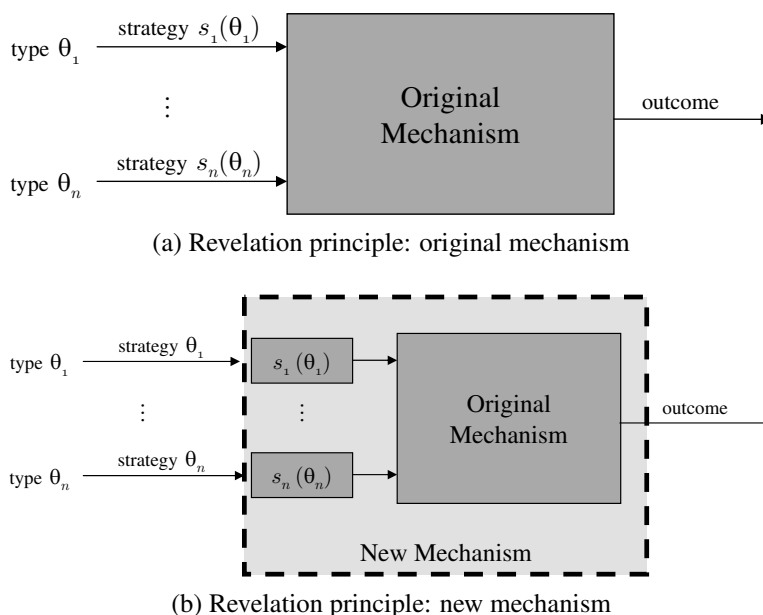 type θ₁ strategy s₁(θ₁)
⋮
Original
Mechanism
outcome
type θₙ strategy sₙ(θₙ)
(a) Revelation principle: original mechanism
type θ₁ strategy θ₁ s₁(θ₁)
⋮ ⋮
Original
Mechanism
outcome
type θₙ strategy θₙ sₙ(θₙ)
New Mechanism
(b) Revelation principle: new mechanism